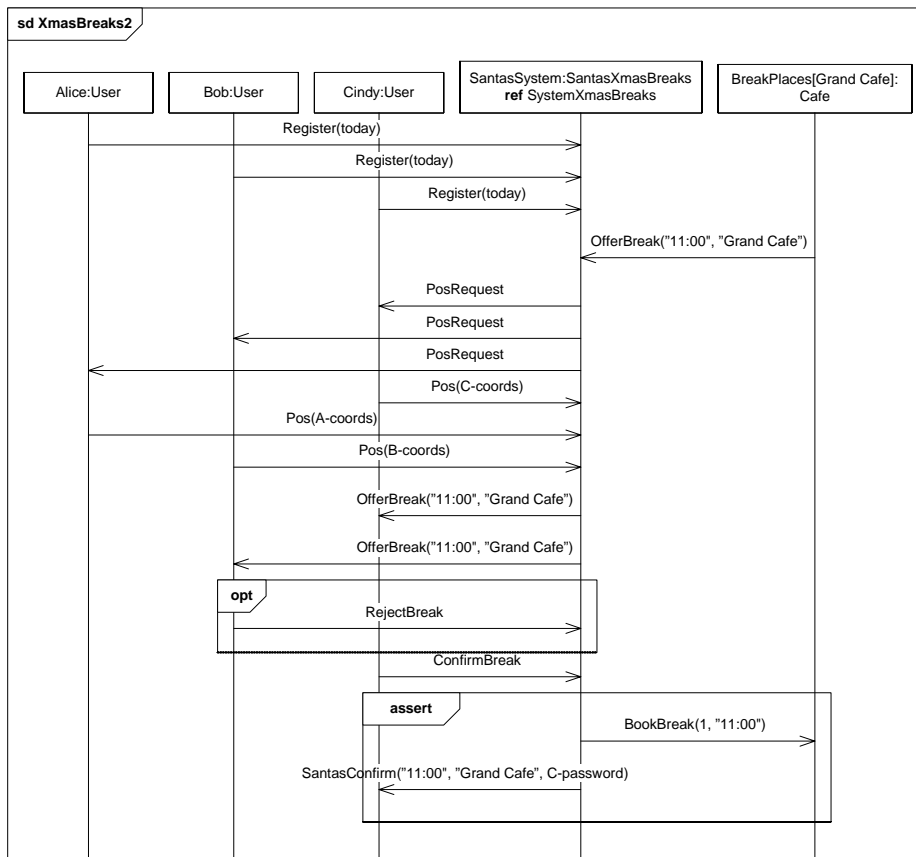 sd XmasBreaks2
Alice:User
Bob:User
Cindy:User
SantasSystem:SantasXmasBreaks
ref SystemXmasBreaks
BreakPlaces[Grand Cafe]:
Cafe
Register(today)
Register(today)
Register(today)
OfferBreak("11:00", "Grand Cafe")
PosRequest
PosRequest
PosRequest
Pos(C-coords)
Pos(A-coords)
Pos(B-coords)
OfferBreak("11:00", "Grand Cafe")
OfferBreak("11:00", "Grand Cafe")
opt
RejectBreak
ConfirmBreak
assert
BookBreak(1, "11:00")
SantasConfirm("11:00", "Grand Cafe", C-password)